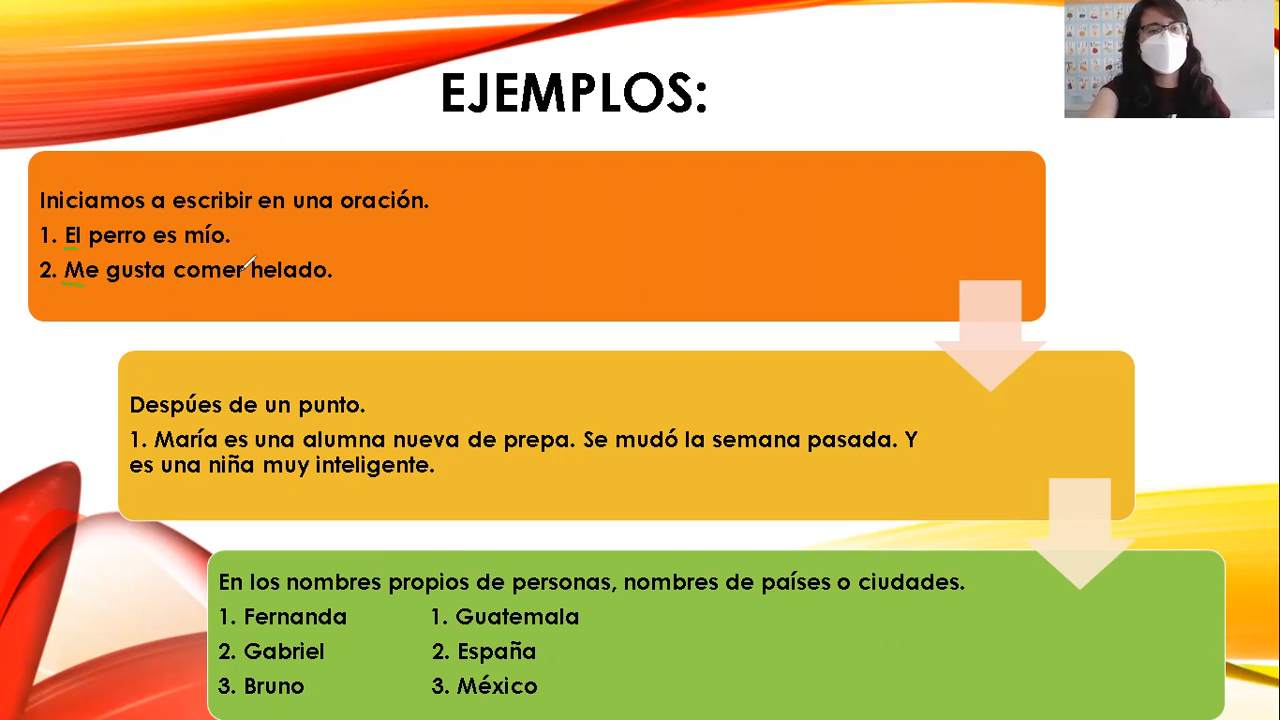 EJEMPLOS:
Iniciamos a escribir en una oración.
1. El perro es mío.
2. Me gusta comer helado.
Despúes de un punto.
1. María es una alumna nueva de prepa. Se mudó la semana pasada. Y
es una niña muy inteligente.
En los nombres propios de personas, nombres de países o ciudades.
1. Fernanda 1. Guatemala
2. Gabriel 2. España
3. Bruno 3. México